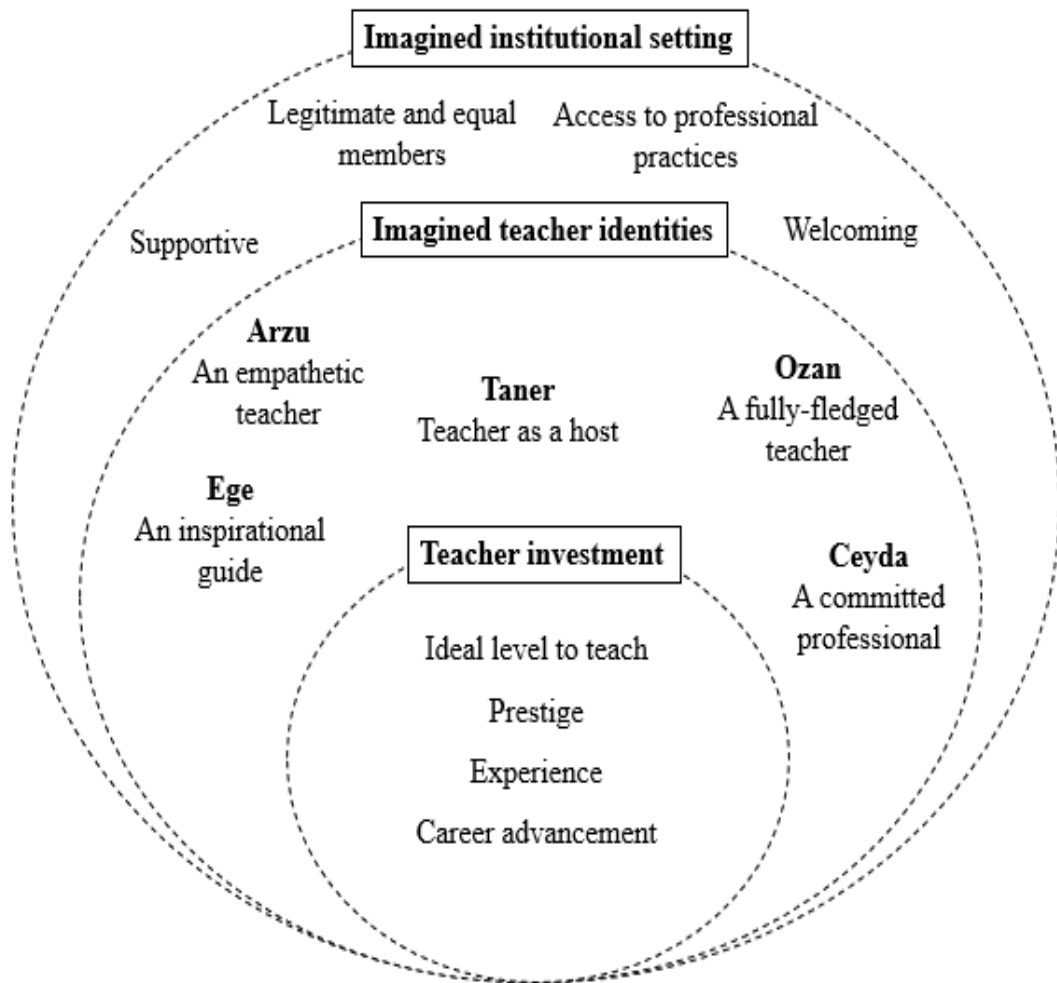 Imagined institutional setting
Legitimate and equal
members
Access to professional
practices
Supportive
Imagined teacher identities
Welcoming
Arzu
An empathetic
teacher
Taner
Teacher as a host
Ozan
A fully-fledged
teacher
Ege
An inspirational
guide
Teacher investment
Ceyda
A committed
professional
Ideal level to teach
Prestige
Experience
Career advancement